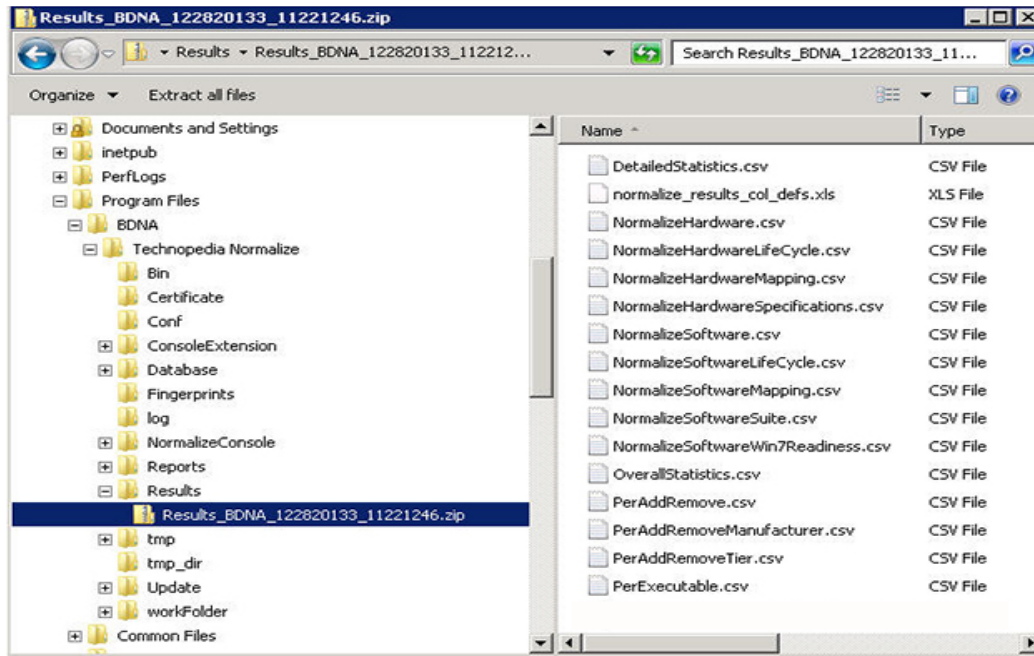 Results_BDNA_122820133_11221246.zip
Results Results_BDNA_122820133_112212...
Search Results_BDNA_122820133_11...
Organize Extract all files
Documents and Settings
inetpub
PerfLogs
Program Files
BDNA
Technopedia Normalize
Bin
Certificate
Conf
ConsoleExtension
Database
Fingerprints
log
NormalizeConsole
Reports
Results
Results_BDNA_122820133_11221246.zip
tmp
tmp_dir
Update
workFolder
Common Files
Name Type
DetailedStatistics.csv CSV File
normalize_results_col_defs.xls XLS File
NormalizeHardware.csv CSV File
NormalizeHardwareLifeCycle.csv CSV File
NormalizeHardwareMapping.csv CSV File
NormalizeHardwareSpecifications.csv CSV File
NormalizeSoftware.csv CSV File
NormalizeSoftwareLifeCycle.csv CSV File
NormalizeSoftwareMapping.csv CSV File
NormalizeSoftwareSuite.csv CSV File
NormalizeSoftwareWin7Readiness.csv CSV File
OverallStatistics.csv CSV File
PerAddRemove.csv CSV File
PerAddRemoveManufacturer.csv CSV File
PerAddRemoveTier.csv CSV File
PerExecutable.csv CSV File